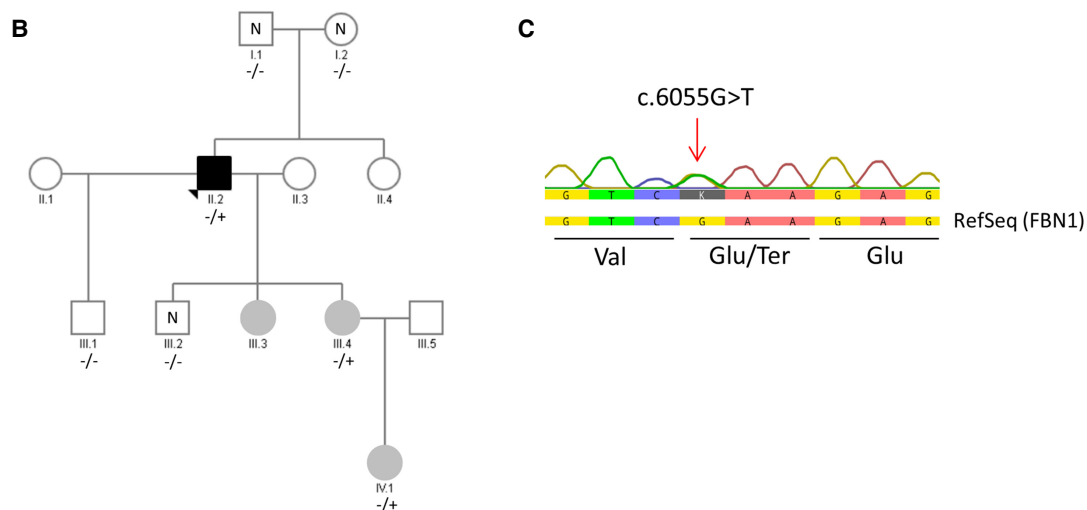 B
N
N
I.1
I.2
-/-
-/-
II.1
II.2
II.3
II.4
-/+
N
III.1
III.2
III.3
III.4
III.5
-/-
-/-
-/+
IV.1
-/+
C
c.6055G>T
G T C K A A G A G
G T C G A A G A G RefSeq (FBN1)
Val Glu/Ter Glu